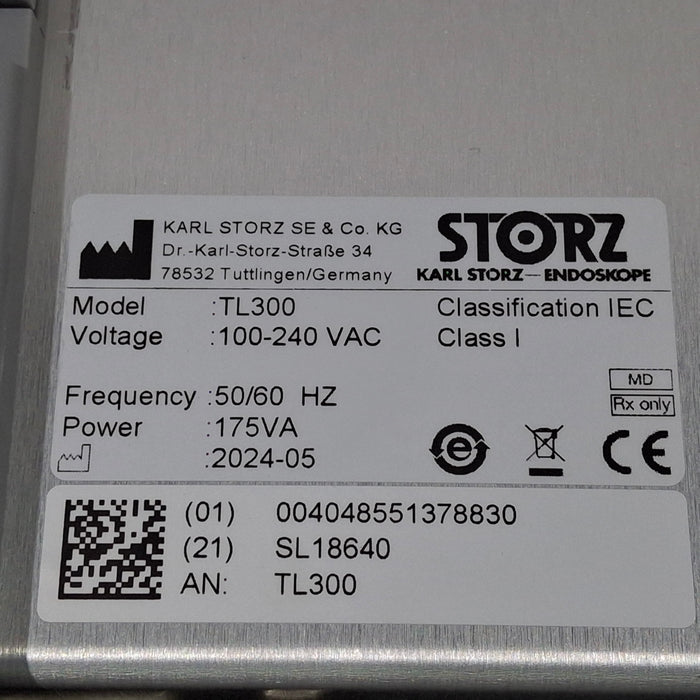 KARL STORZ SE & Co. KG
Dr.-Karl-Storz-Straße 34
78532 Tuttlingen/Germany
STORZ
KARL STORZ—ENDOSKOPE
Model :TL300
Classification IEC
Voltage :100-240 VAC
Class I
Frequency :50/60 HZ
MD
Rx only
Power :175VA
:2024-05
e
CE
(01) 004048551378830
(21) SL18640
AN: TL300